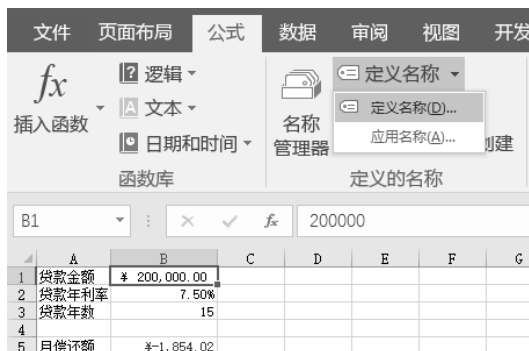 文件 页面布局 公式 数据 审阅 视图 开发
fx 插入函数
? 逻辑
A 文本
日期和时间
函数库
名称管理器
定义名称
定义名称(D)...
应用名称(A)...
创建
定义的名称
B1 fx 200000
A B C D E F G
1 贷款金额 ¥ 200,000.00
2 贷款年利率 7.50%
3 贷款年数 15
4
5 月偿还额 ¥-1,854.02